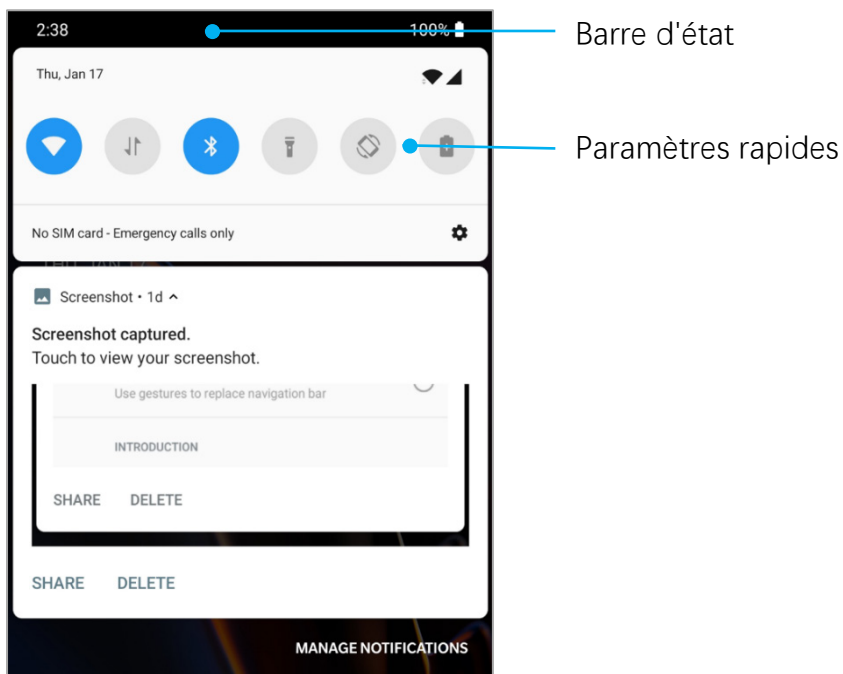 2:38
100%
Barre d'état
Thu, Jan 17
Paramètres rapides
No SIM card - Emergency calls only
Screenshot • 1d
Screenshot captured.
Touch to view your screenshot.
Use gestures to replace navigation bar
INTRODUCTION
SHARE DELETE
SHARE DELETE
MANAGE NOTIFICATIONS